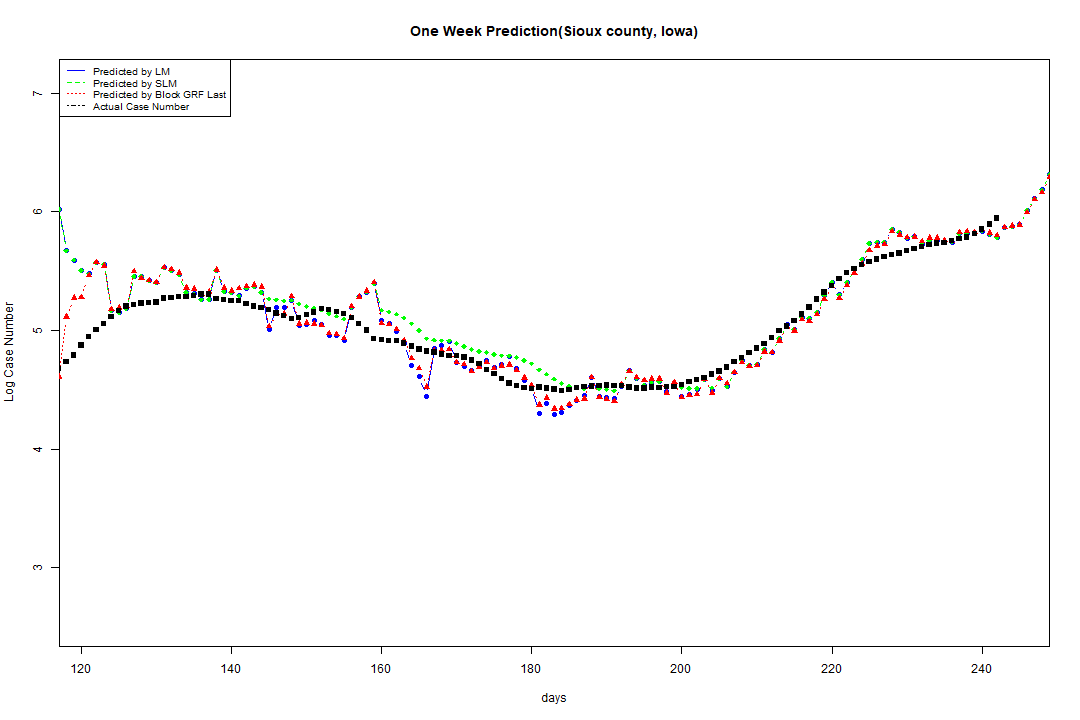 One Week Prediction(Sioux county, Iowa)
Predicted by LM
Predicted by SLM
Predicted by Block GRF Last
Actual Case Number
7
6
5
4
3
Log Case Number
120 140 160 180 200 220 240
days